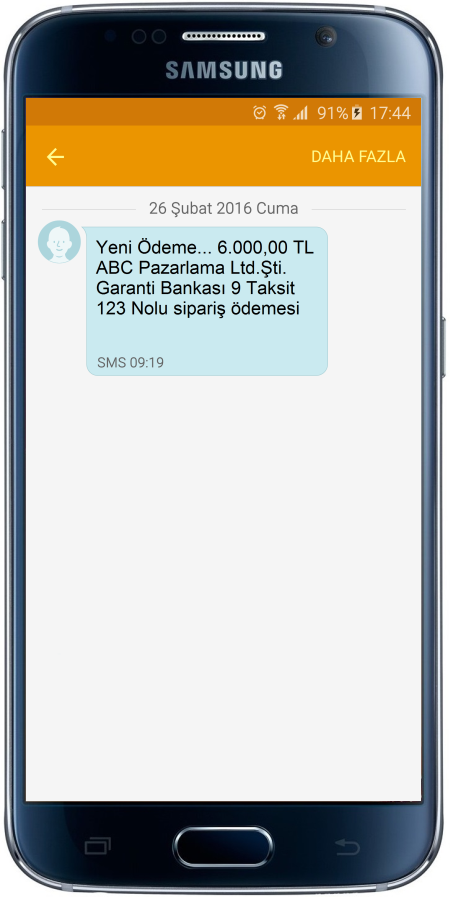 SAMSUNG
91% 17:44
DAHA FAZLA
26 Şubat 2016 Cuma
Yeni Ödeme... 6.000,00 TL
ABC Pazarlama Ltd.Şti.
Garanti Bankası 9 Taksit
123 Nolu sipariş ödemesi
SMS 09:19